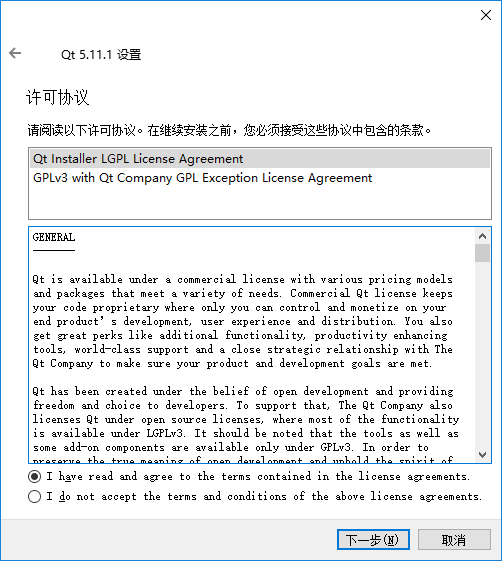 Qt 5.11.1 设置
许可协议
请阅读以下许可协议。在继续安装之前，您必须接受这些协议中包含的条款。
Qt Installer LGPL License Agreement
GPLv3 with Qt Company GPL Exception License Agreement
GENERAL
Qt is available under a commercial license with various pricing models
and packages that meet a variety of needs. Commercial Qt license keeps
your code proprietary where only you can control and monetize on your
end product’s development, user experience and distribution. You also
get great perks like additional functionality, productivity enhancing
tools, world-class support and a close strategic relationship with The
Qt Company to make sure your product and development goals are met.
Qt has been created under the belief of open development and providing
freedom and choice to developers. To support that, The Qt Company also
licenses Qt under open source licenses, where most of the functionality
is available under LGPLv3. It should be noted that the tools as well as
some add-on components are available only under GPLv3. In order to
preserve the true meaning of open development and uphold the spirit of
I have read and agree to the terms contained in the license agreements.
I do not accept the terms and conditions of the above license agreements.
下一步(N)
取消